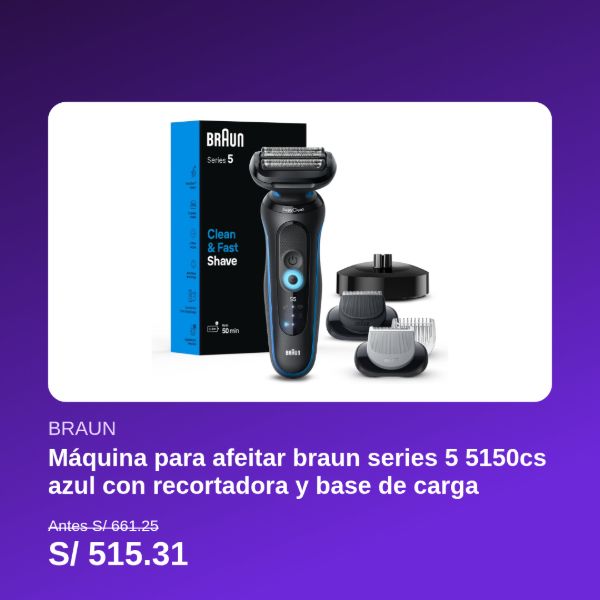 BRAUN
Series 5
Clean
& Fast
Shave
50 min
S5
BRAUN
BRAUN
Máquina para afeitar braun series 5 5150cs
azul con recortadora y base de carga
Antes S/ 661.25
S/ 515.31